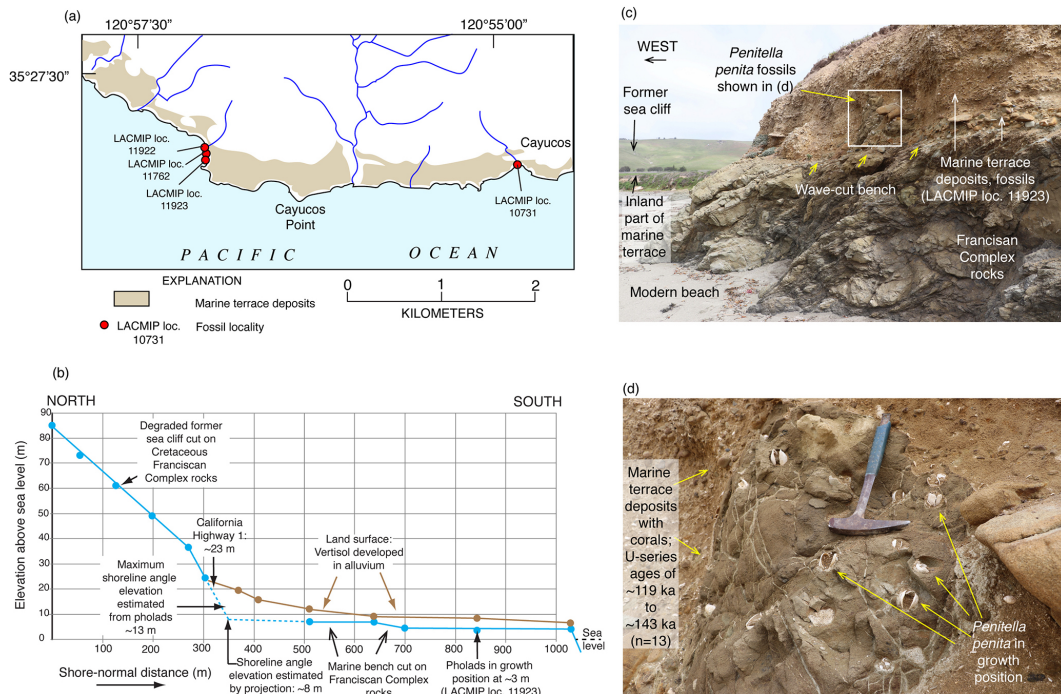 (a)
120°57'30"
120°55'00"
35°27'30"
LACMIP loc.
11922
LACMIP loc.
11762
LACMIP loc.
11923
Cayucos
Point
Cayucos
LACMIP loc.
10731
PACIFIC OCEAN
EXPLANATION
Marine terrace deposits
LACMIP loc.
10731
Fossil locality
0 1 2
KILOMETERS
(b)
NORTH
SOUTH
Elevation above sea level (m)
90
80
70
60
50
40
30
20
10
0
Degraded former
sea cliff cut on
Cretaceous
Franciscan
Complex rocks
California
Highway 1:
~23 m
Land surface:
Vertisol developed
in alluvium
Maximum
shoreline angle
elevation
estimated
from pholads
~13 m
Sea
level
0 100 200 300 400 500 600 700 800 900 1000
Shore-normal distance (m)
Shoreline angle
elevation estimated
by projection: ~8 m
Marine bench cut on
Franciscan Complex
rocks
Pholads in growth
position at ~3 m
(LACMIP loc. 11923)
(c)
WEST
Former
sea cliff
Penitella
penita fossils
shown in (d)
Inland
part of
marine
terrace
Wave-cut bench
Marine terrace
deposits, fossils
(LACMIP loc. 11923)
Francisan
Complex
rocks
Modern beach
(d)
Marine
terrace
deposits
with
corals;
U-series
ages of
~119 ka
to
~143 ka
(n=13)
Penitella
penita in
growth
position